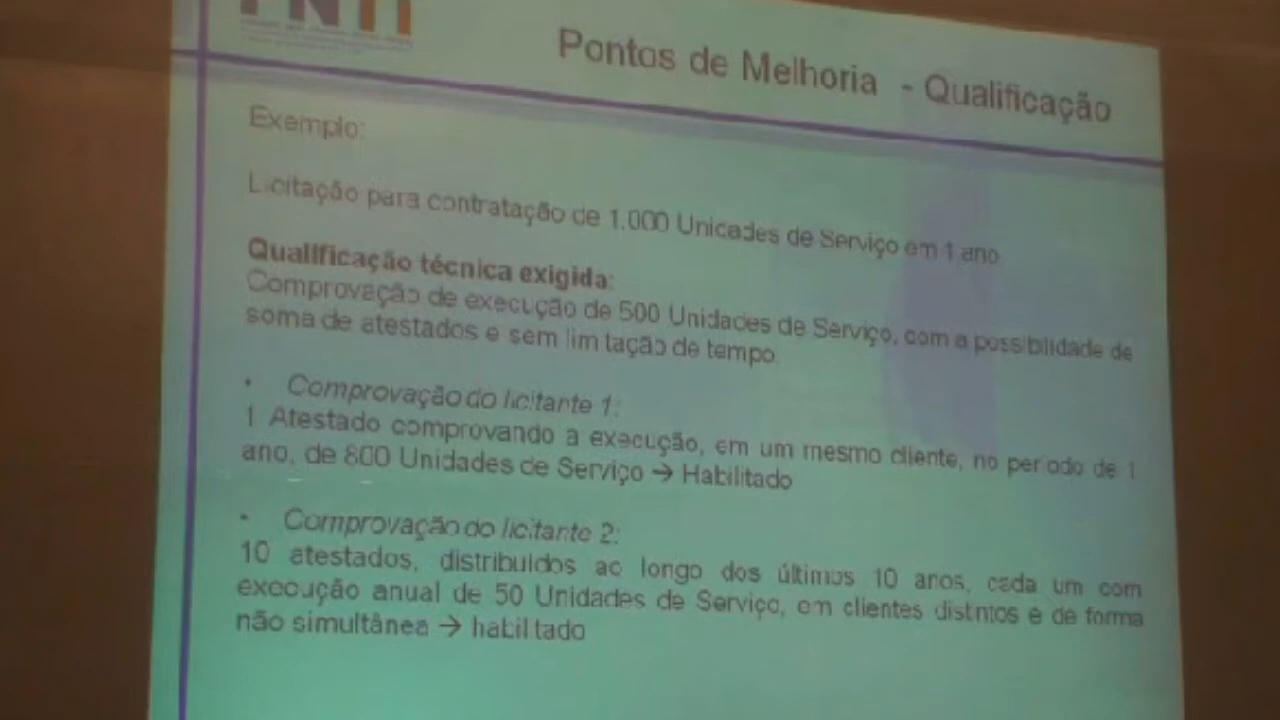 Pontos de Melhoria - Qualificação
Exemplo:
Licitação para contratação de 1.000 Unidades de Serviço em 1 ano
Qualificação técnica exigida:
Comprovação de execução de 500 Unidades de Serviço, com a possibilidade de
soma de atestados e sem limitação de tempo.
• Comprovação do licitante 1:
1 Atestado comprovando a execução, em um mesmo cliente, no período de 1
ano, de 800 Unidades de Serviço → Habilitado
• Comprovação do licitante 2:
10 atestados, distribuídos ao longo dos últimos 10 anos, cada um com
execução anual de 50 Unidades de Serviço, em clientes distintos e de forma
não simultânea → habilitado